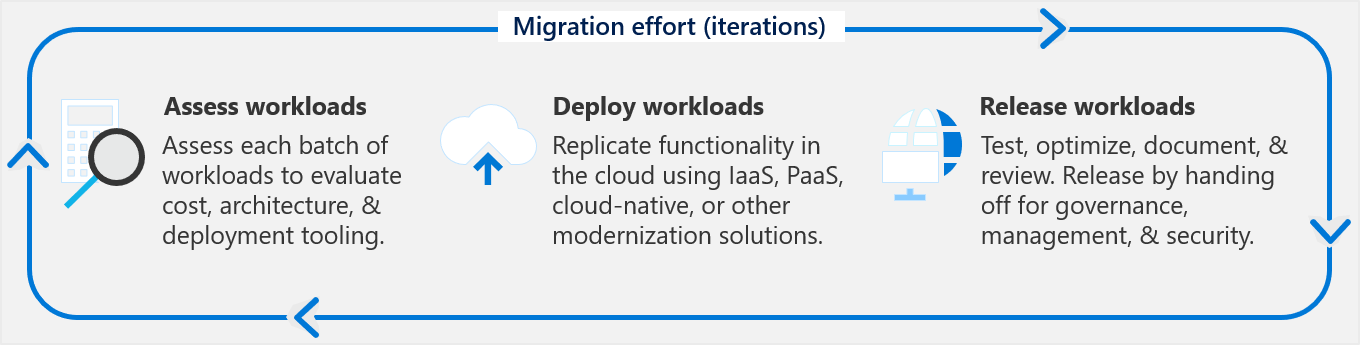 Migration effort (iterations)
Assess workloads
Assess each batch of
workloads to evaluate
cost, architecture, &
deployment tooling.
Deploy workloads
Replicate functionality in
the cloud using IaaS, PaaS,
cloud-native, or other
modernization solutions.
Release workloads
Test, optimize, document, &
review. Release by handing
off for governance,
management, & security.